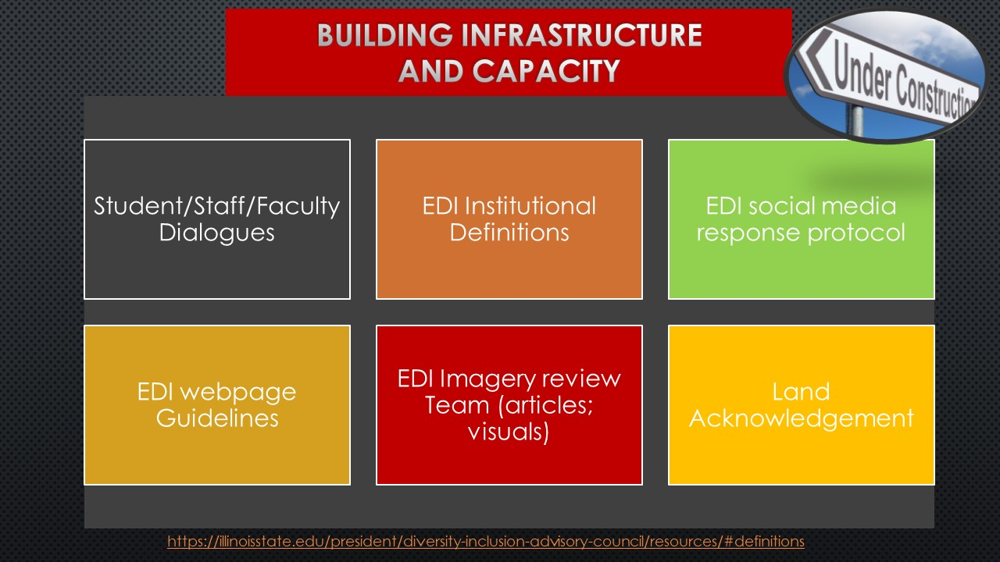 BUILDING INFRASTRUCTURE
AND CAPACITY
Under Construction
Student/Staff/Faculty
Dialogues
EDI Institutional
Definitions
EDI social media
response protocol
EDI webpage
Guidelines
EDI Imagery review
Team (articles;
visuals)
Land
Acknowledgement
https://illinoisstate.edu/president/diversity-inclusion-advisory-council/resources/#definitions